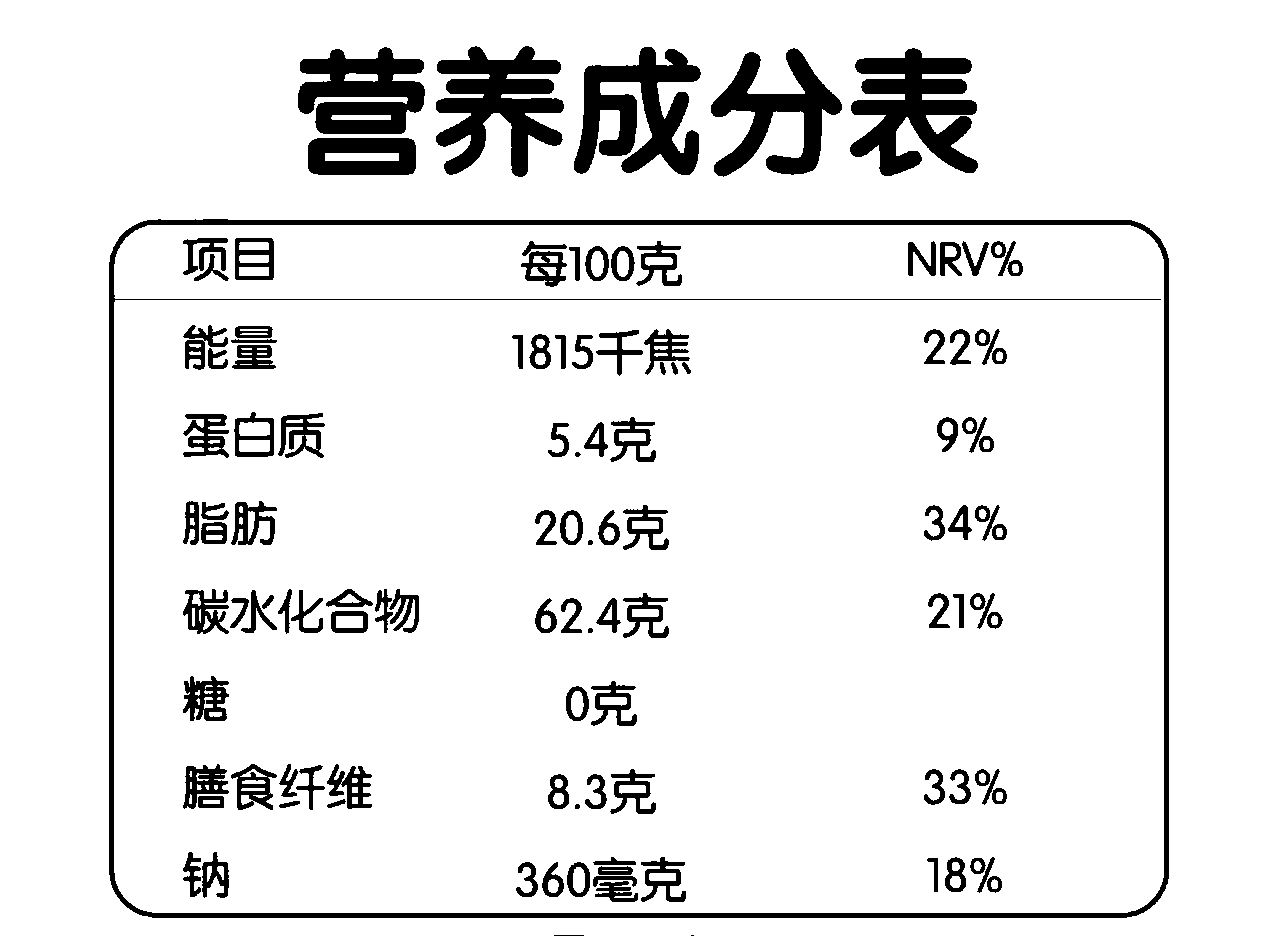 营养成分表
项目 每100克 NRV%
能量 1815千焦 22%
蛋白质 5.4克 9%
脂肪 20.6克 34%
碳水化合物 62.4克 21%
糖 0克
膳食纤维 8.3克 33%
钠 360毫克 18%